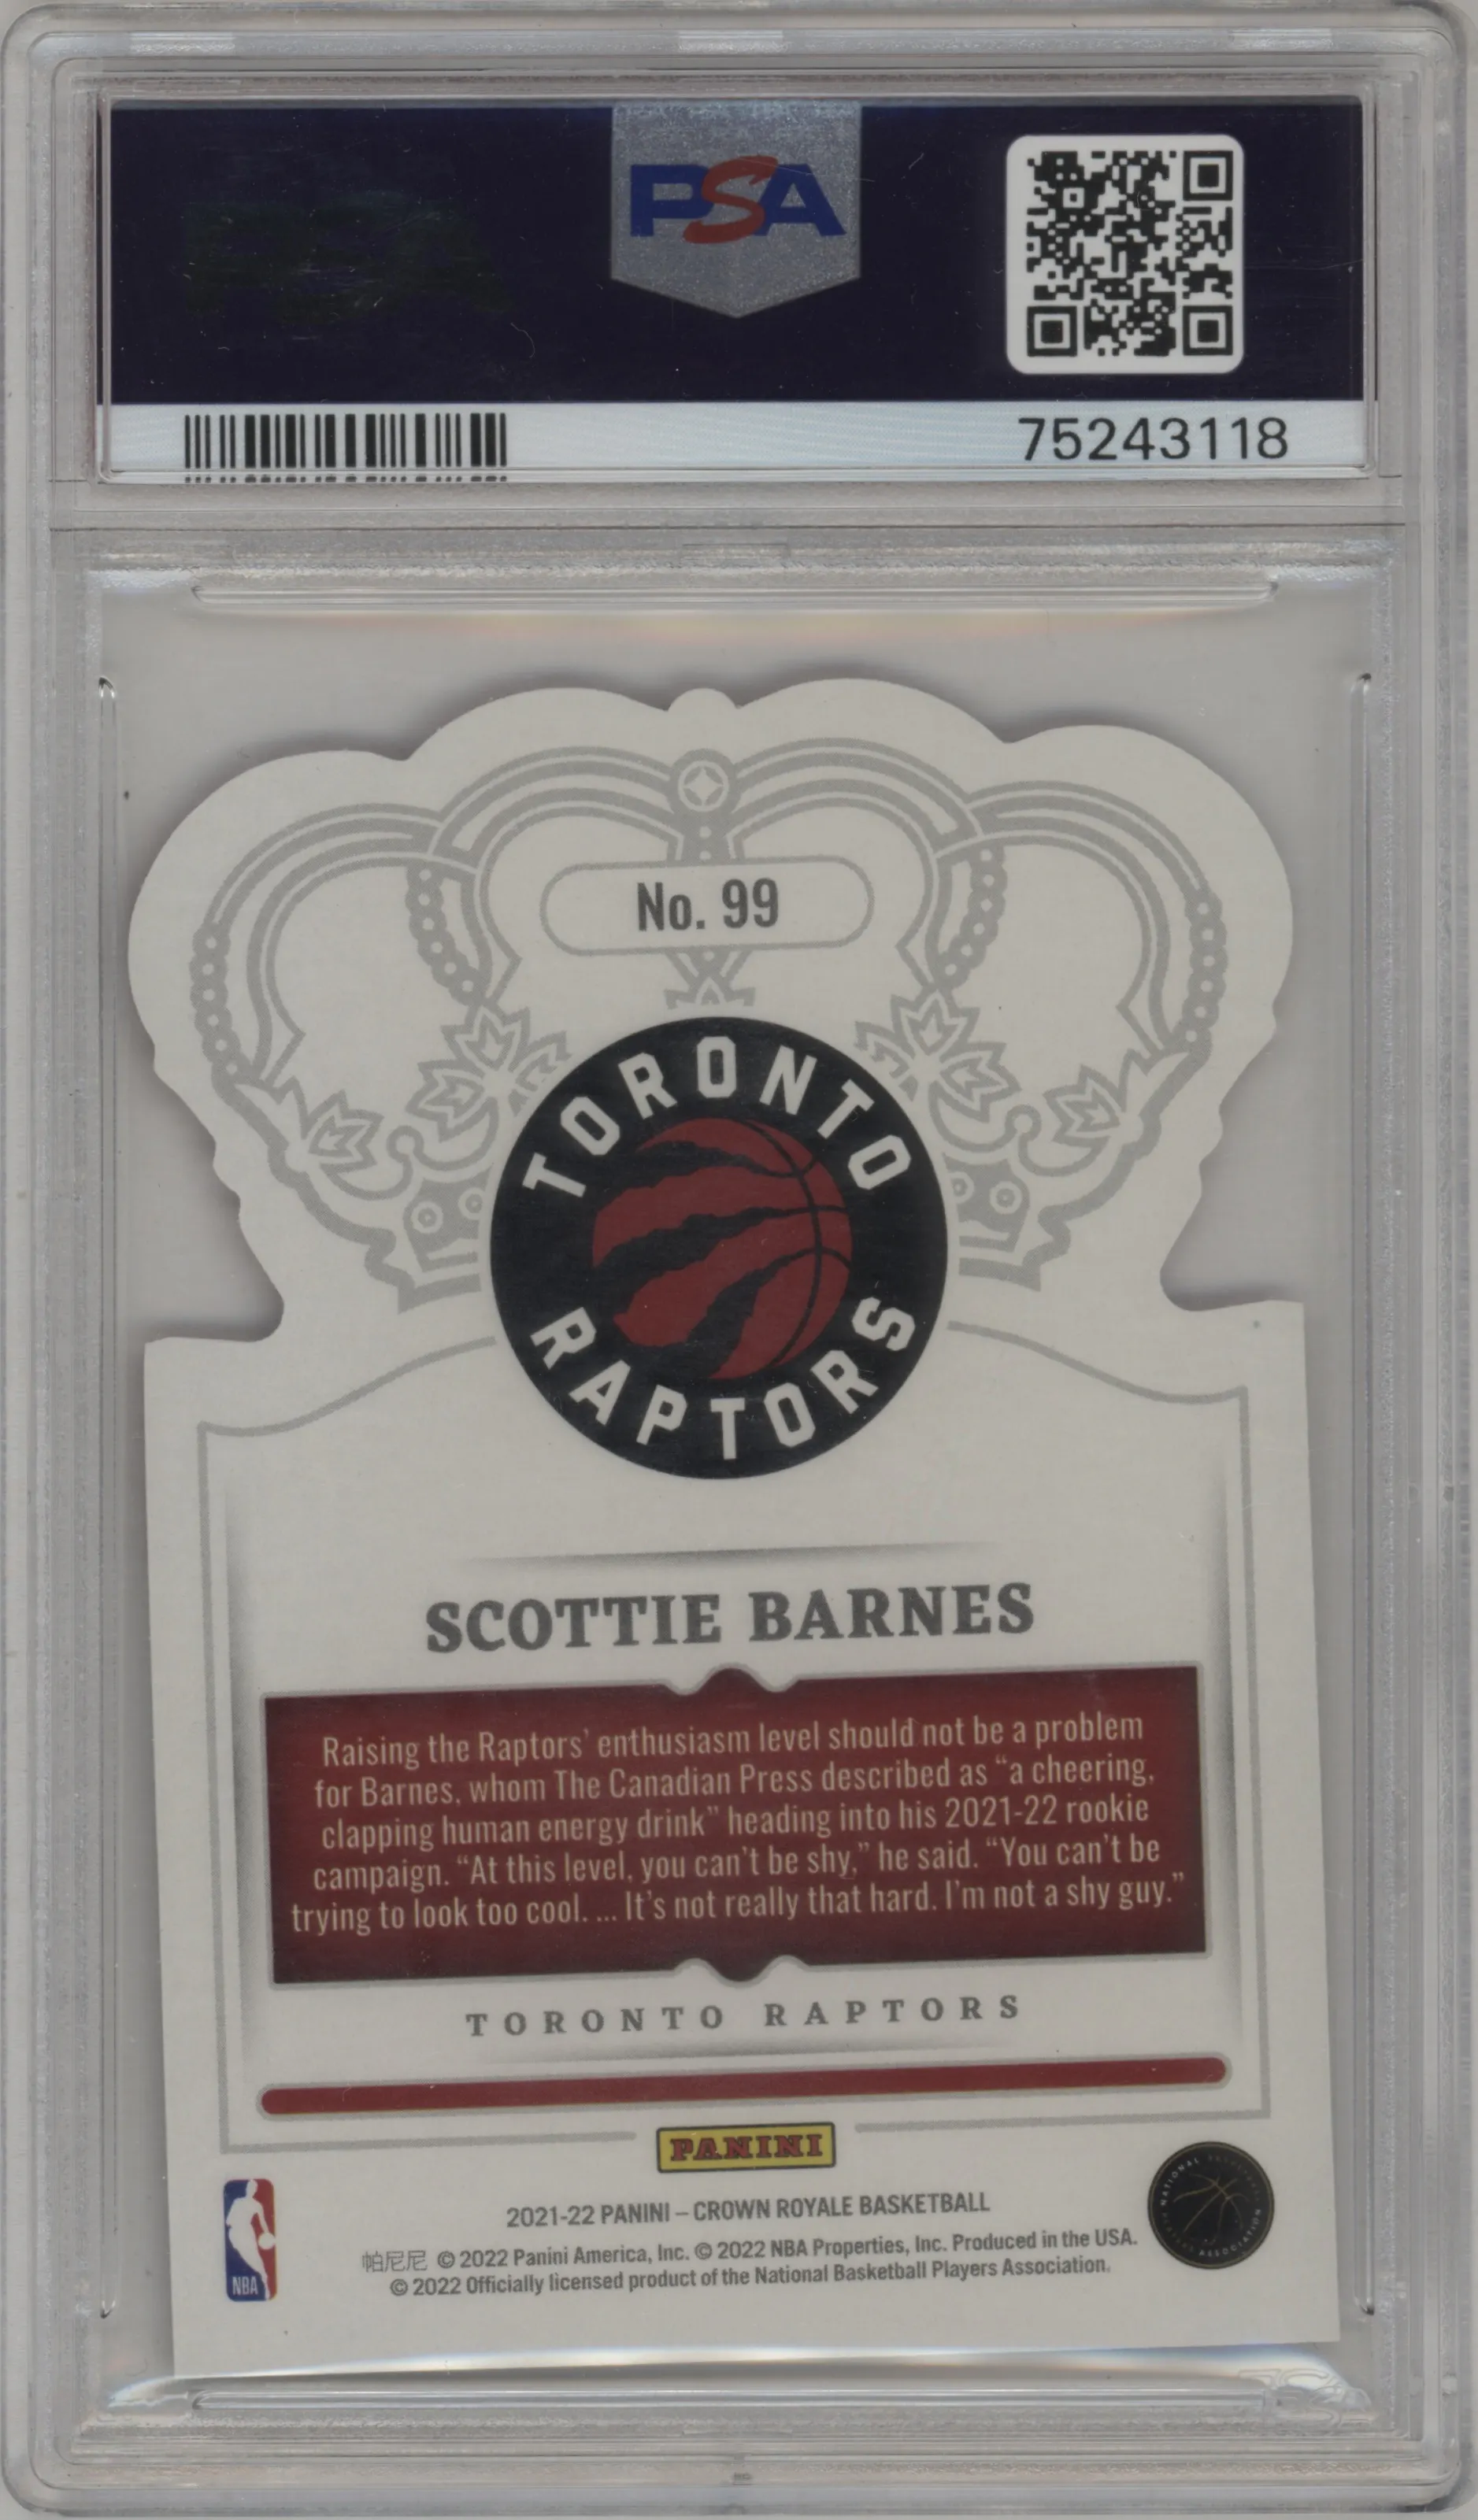 PSA
75243118
No. 99
TORONTO
RAPTORS
SCOTTIE BARNES
Raising the Raptors' enthusiasm level should not be a problem
for Barnes, whom The Canadian Press described as “a cheering,
clapping human energy drink” heading into his 2021-22 rookie
campaign. “At this level, you can't be shy,” he said. “You can't be
trying to look too cool. ... It's not really that hard. I'm not a shy guy.”
TORONTO RAPTORS
PANINI
2021-22 PANINI – CROWN ROYALE BASKETBALL
帕尼尼 © 2022 Panini America, Inc. © 2022 NBA Properties, Inc. Produced in the USA.
© 2022 Officially licensed product of the National Basketball Players Association.
NBA
NATIONAL BASKETBALL
PLAYERS ASSOCIATION